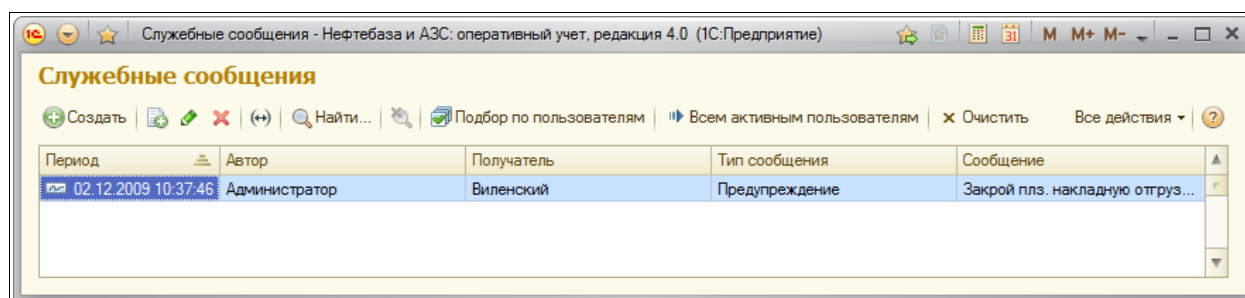 1С Служебные сообщения - Нефтебаза и АЗС: оперативный учет, редакция 4.0 (1С:Предприятие) 31 M M+ M-
Служебные сообщения
Создать Найти... Подбор по пользователям Всем активным пользователям Очистить Все действия ?
Период Автор Получатель Тип сообщения Сообщение
02.12.2009 10:37:46 Администратор Виленский Предупреждение Закрой плз. накладную отгруз...